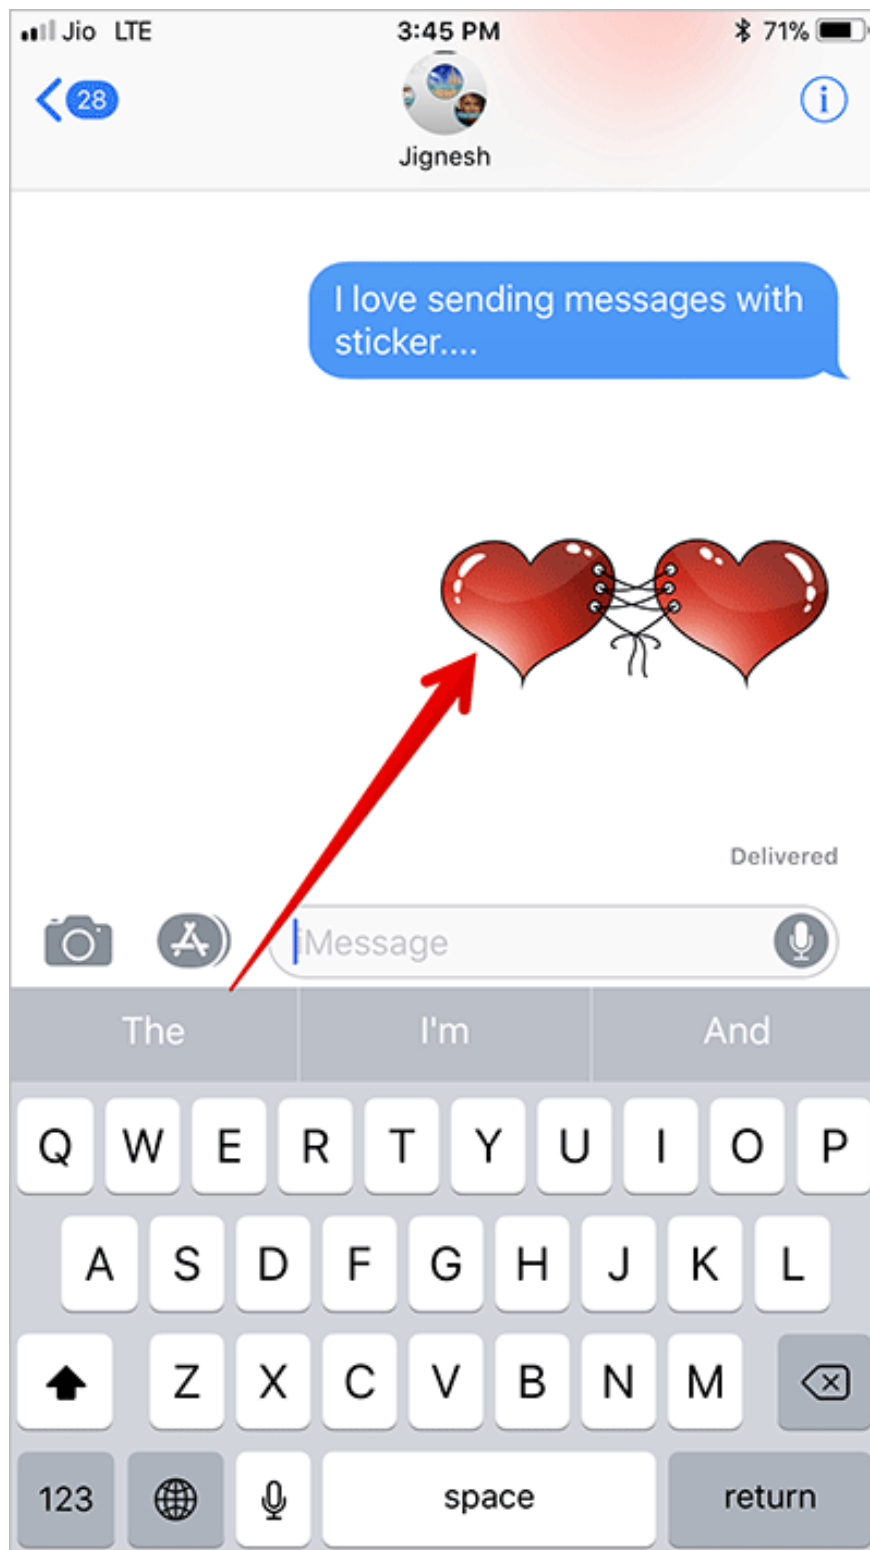 Jio LTE 3:45 PM 71%
28
i
Jignesh
I love sending messages with
sticker....
Delivered
iMessage
The I'm And
Q W E R T Y U I O P
A S D F G H J K L
Z X C V B N M
123 space return